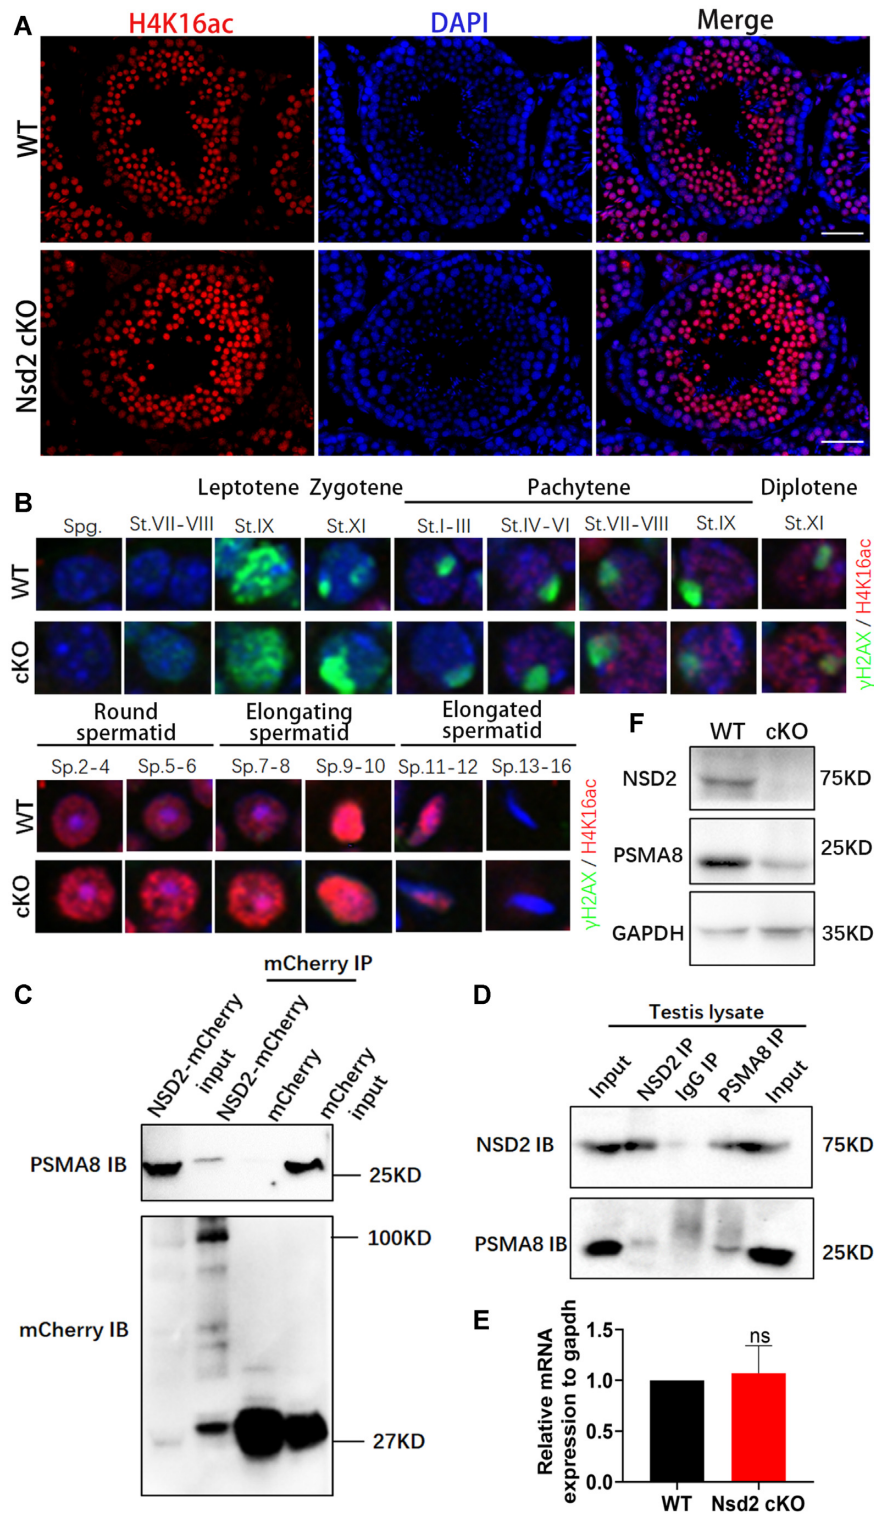 A
H4K16ac DAPI Merge
WT
Nsd2 cKO
B
Leptotene Zygotene Pachytene Diplotene
Spg. St.VII-VIII St.IX St.XI St.I-III St.IV-VI St.VII-VIII St.IX St.XI
WT
cKO
γH2AX / H4K16ac
Round spermatid
Elongating spermatid
Elongated spermatid
Sp.2-4 Sp.5-6 Sp.7-8 Sp.9-10 Sp.11-12 Sp.13-16
WT
cKO
γH2AX / H4K16ac
F
WT cKO
NSD2 75KD
PSMA8 25KD
GAPDH 35KD
C
mCherry IP
NSD2-mCherry input
NSD2-mCherry
mCherry
mCherry input
PSMA8 IB 25KD
100KD
mCherry IB
27KD
D
Testis lysate
Input NSD2 IP IgG IP PSMA8 IP Input
NSD2 IB 75KD
PSMA8 IB 25KD
E
Relative mRNA
expression to gapdh
1.5
1.0
0.5
0.0
ns
WT Nsd2 cKO